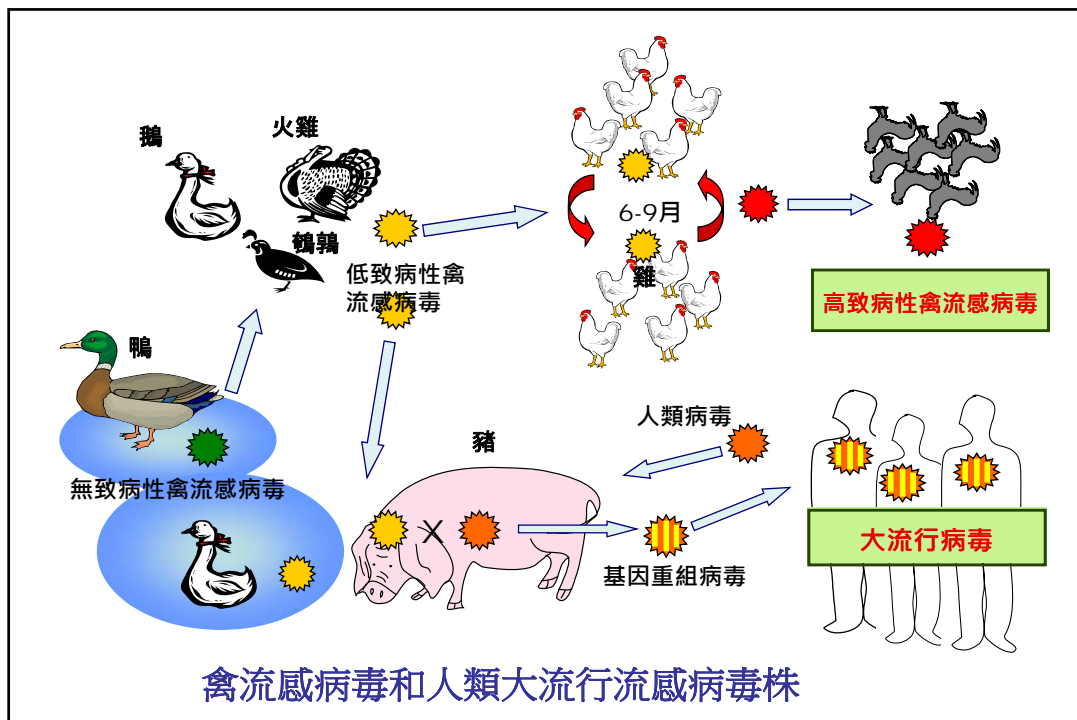 鵝
火雞
鵪鶉
低致病性禽
流感病毒
6-9月
雞
高致病性禽流感病毒
鴨
無致病性禽流感病毒
豬
人類病毒
X
基因重組病毒
大流行病毒
禽流感病毒和人類大流行流感病毒株